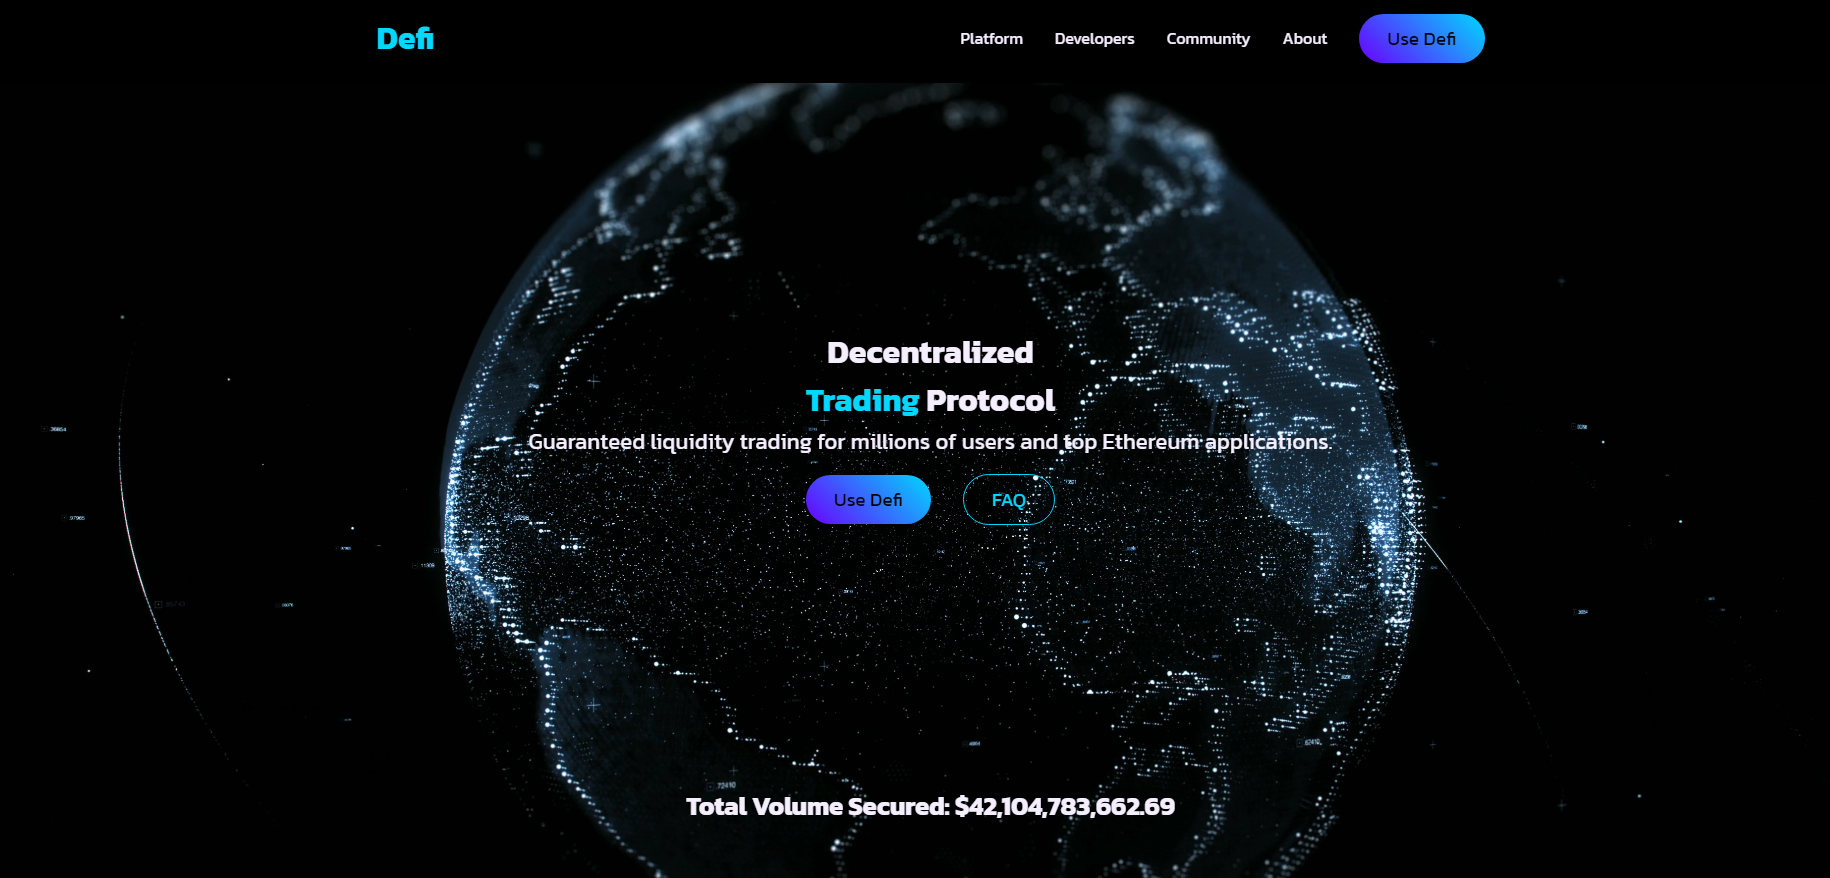 Defi
Platform Developers Community About Use Defi
Decentralized
Trading Protocol
Guaranteed liquidity trading for millions of users and top Ethereum applications.
Use Defi FAQ
Total Volume Secured: $42,104,783,662.69